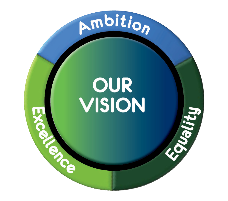 Ambition
OUR
VISION
Excellence
Equality